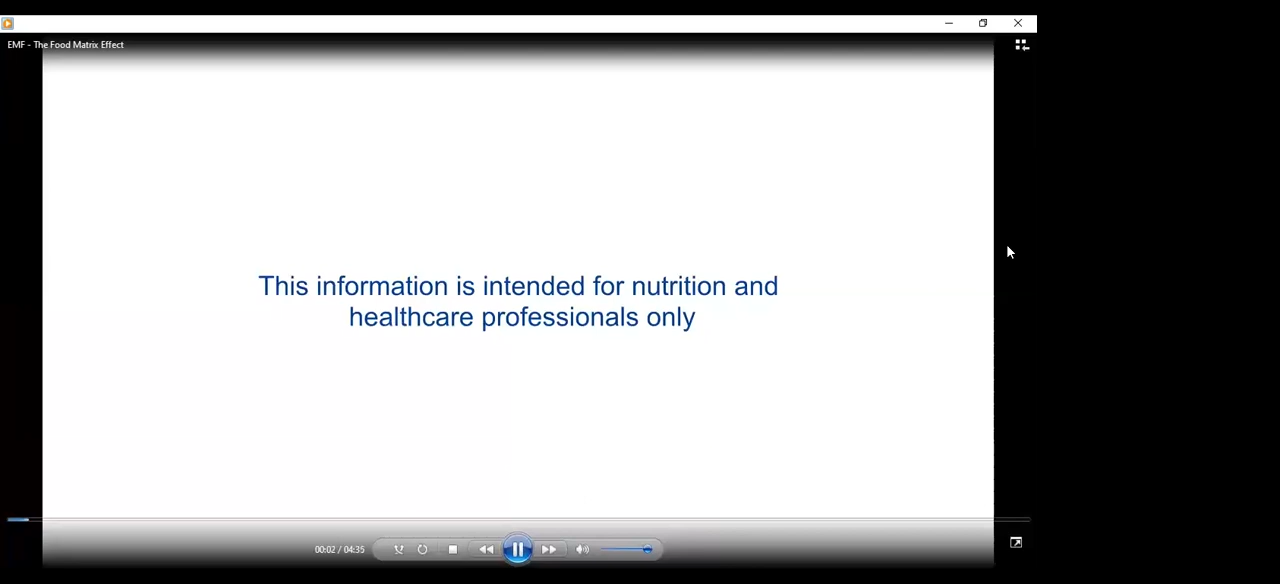 EMF - The Food Matrix Effect
This information is intended for nutrition and
healthcare professionals only
00:02 / 04:35